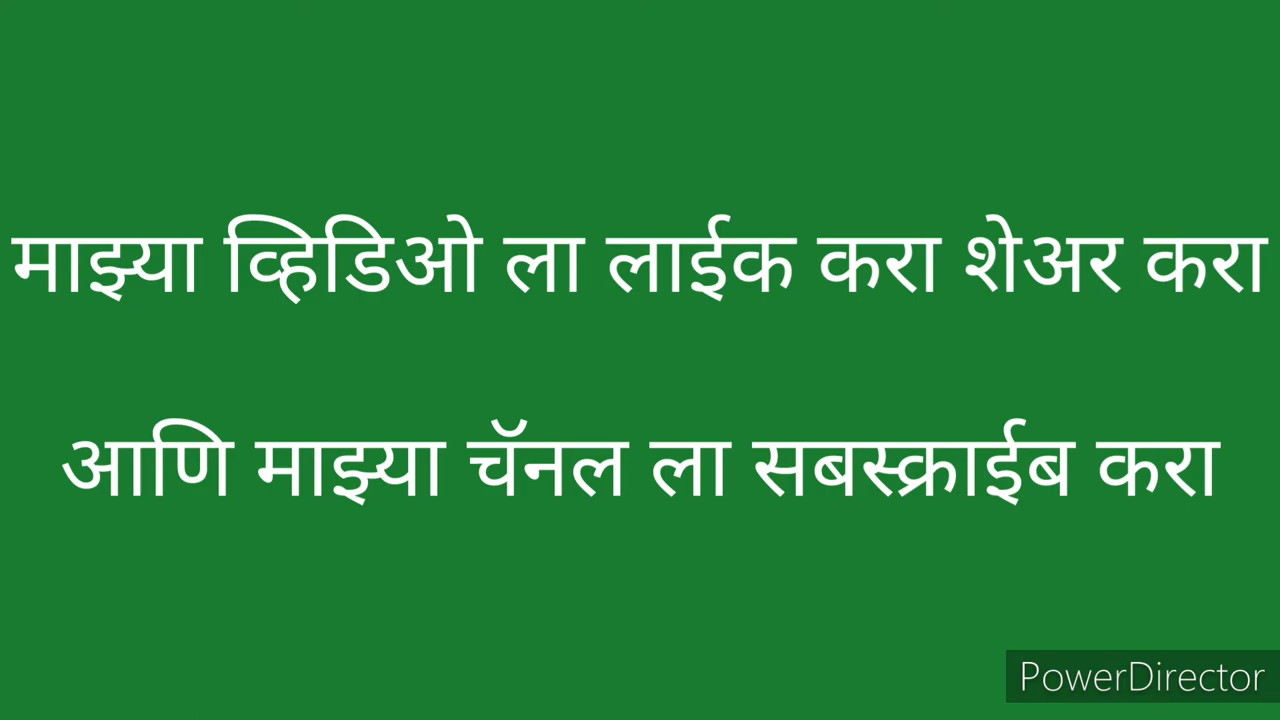 माझ्या व्हिडिओ ला लाईक करा शेअर करा
आणि माझ्या चॅनल ला सबस्क्राईब करा
PowerDirector